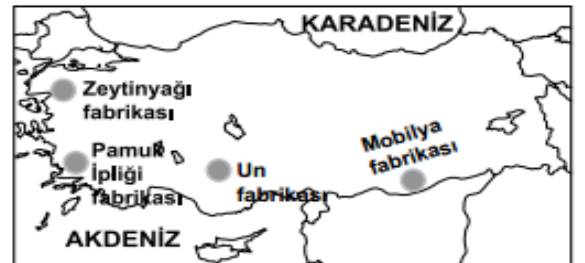 KARADENİZ
Zeytinyağı
fabrikası
Mobilya
fabrikası
Pamuk
İpliği
fabrikası
Un
fabrikası
AKDENİZ